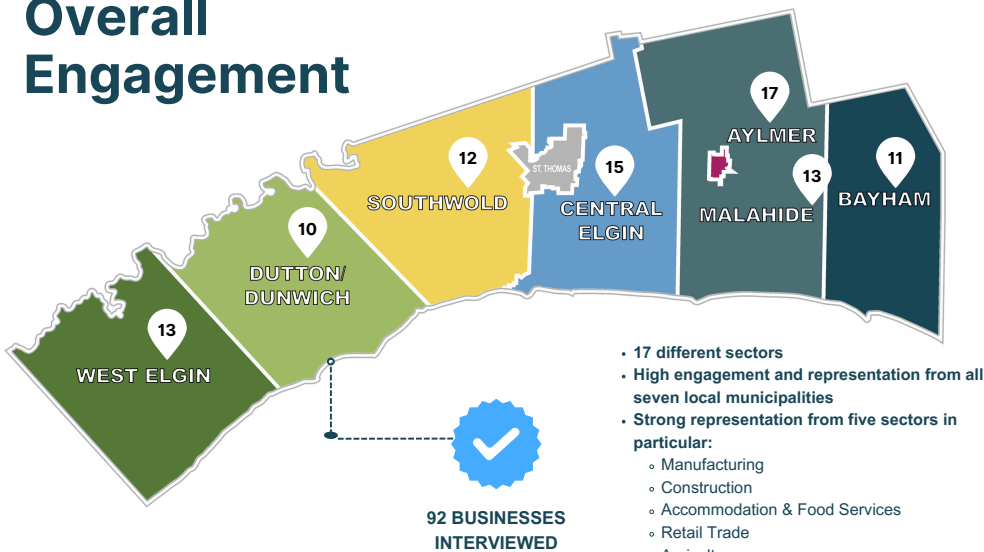 Overall
Engagement
17
AYLMER
12
SOUTHWOLD
ST. THOMAS
15
CENTRAL
ELGIN
13
MALAHIDE
11
BAYHAM
10
DUTTON/
DUNWICH
13
WEST ELGIN
• 17 different sectors
• High engagement and representation from all
seven local municipalities
• Strong representation from five sectors in
particular:
◦ Manufacturing
◦ Construction
◦ Accommodation & Food Services
◦ Retail Trade
92 BUSINESSES
INTERVIEWED